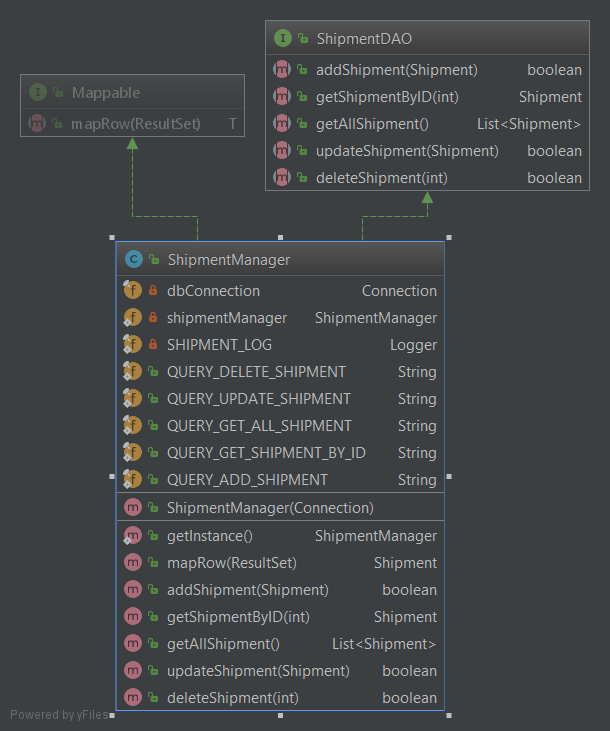 I ShipmentDAO
m addShipment(Shipment) boolean
m getShipmentByID(int) Shipment
m getAllShipment() List<Shipment>
m updateShipment(Shipment) boolean
m deleteShipment(int) boolean
I Mappable
m mapRow(ResultSet) T
C ShipmentManager
f dbConnection Connection
f shipmentManager ShipmentManager
f SHIPMENT_LOG Logger
f QUERY_DELETE_SHIPMENT String
f QUERY_UPDATE_SHIPMENT String
f QUERY_GET_ALL_SHIPMENT String
f QUERY_GET_SHIPMENT_BY_ID String
f QUERY_ADD_SHIPMENT String
m ShipmentManager(Connection)
m getInstance() ShipmentManager
m mapRow(ResultSet) Shipment
m addShipment(Shipment) boolean
m getShipmentByID(int) Shipment
m getAllShipment() List<Shipment>
m updateShipment(Shipment) boolean
m deleteShipment(int) boolean
Powered by yFiles